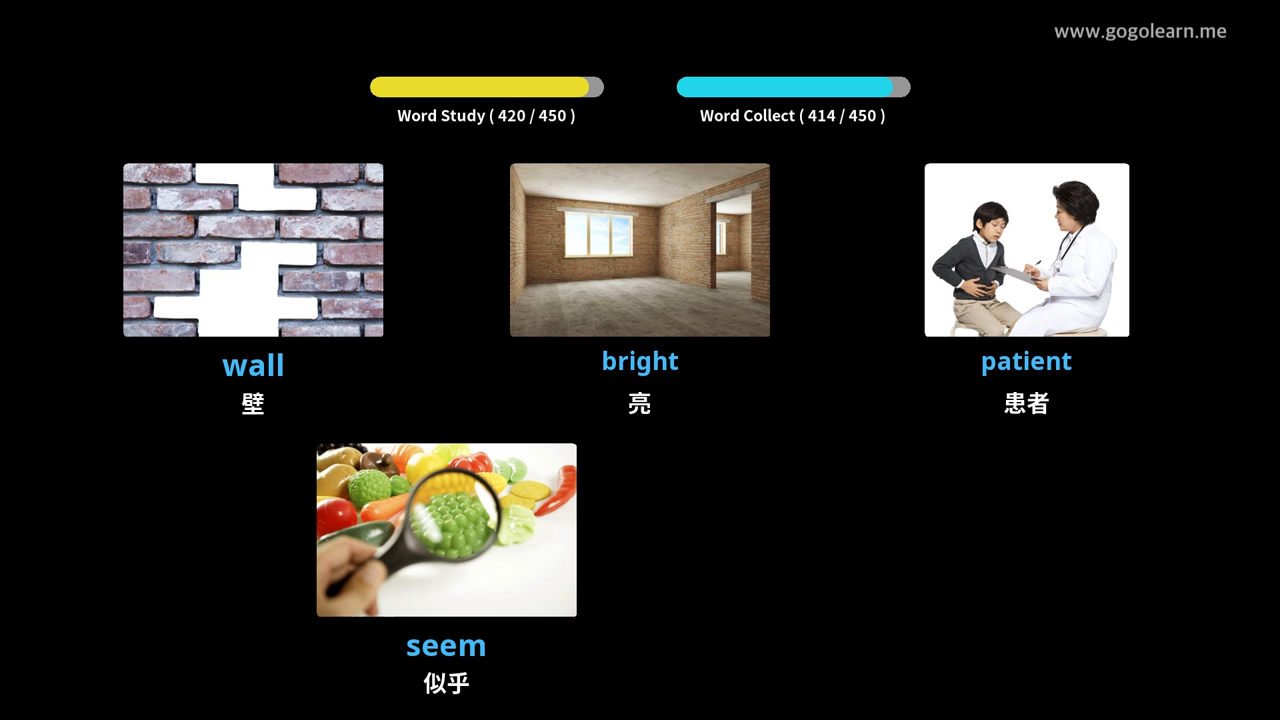 www.gogolearn.me
Word Study ( 420 / 450 )
Word Collect ( 414 / 450 )
wall
壁
bright
亮
patient
患者
seem
似乎